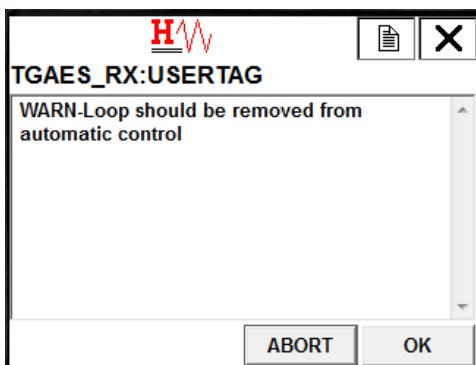 H
TGAES_RX:USERTAG
WARN-Loop should be removed from
automatic control
ABORT
OK